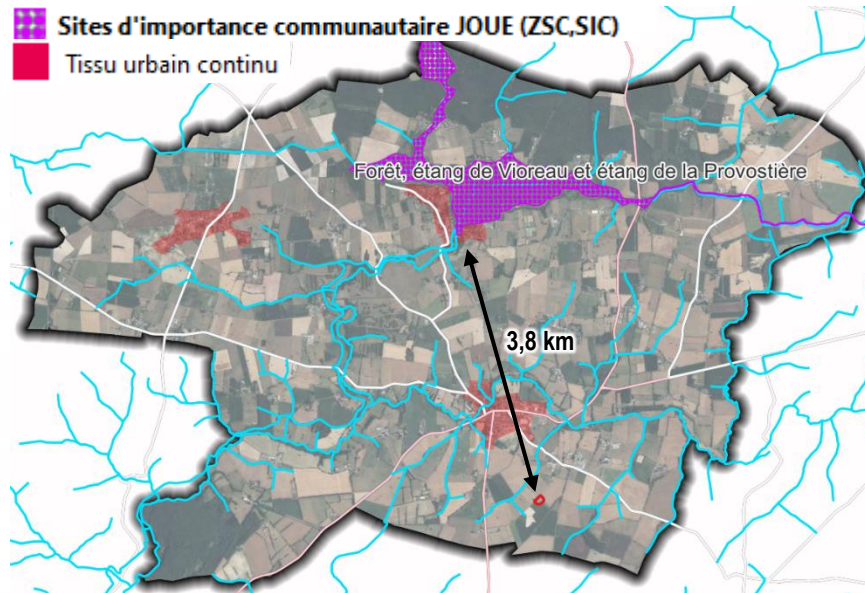 Sites d'importance communautaire JOUE (ZSC,SIC)
Tissu urbain continu
Forêt, étang de Vioreau et étang de la Provostière
3,8 km